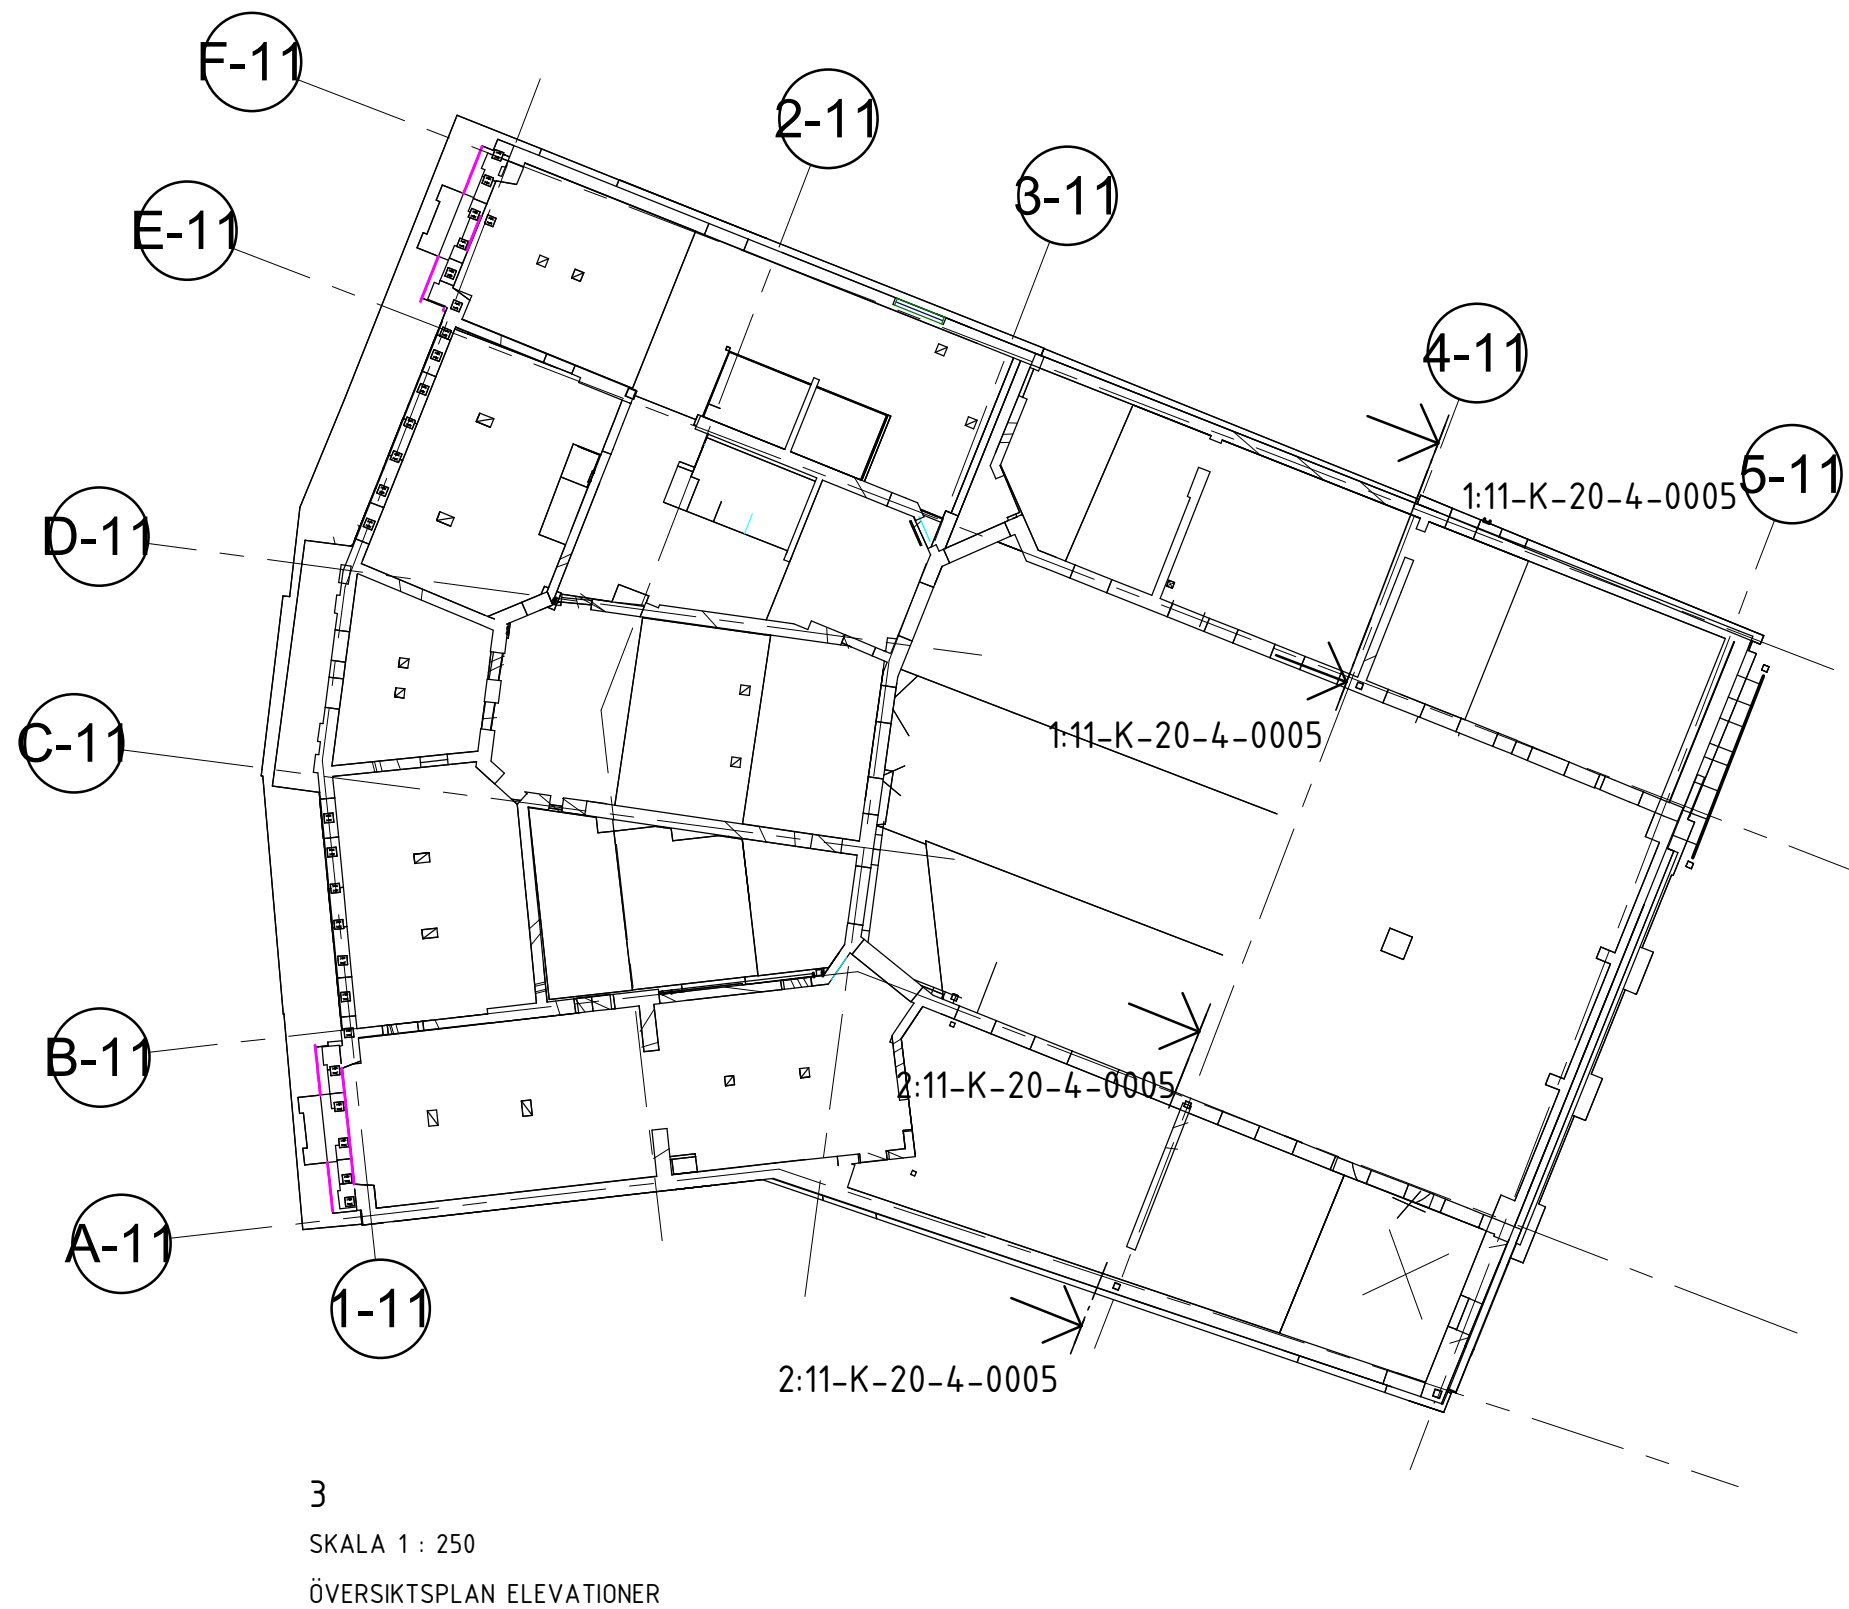 F-11
2-11
3-11
E-11
4-11
5-11
1:11-K-20-4-0005
D-11
C-11
1:11-K-20-4-0005
B-11
2:11-K-20-4-0005
A-11
1-11
2:11-K-20-4-0005
3
SKALA 1 : 250
ÖVERSIKTSPLAN ELEVATIONER